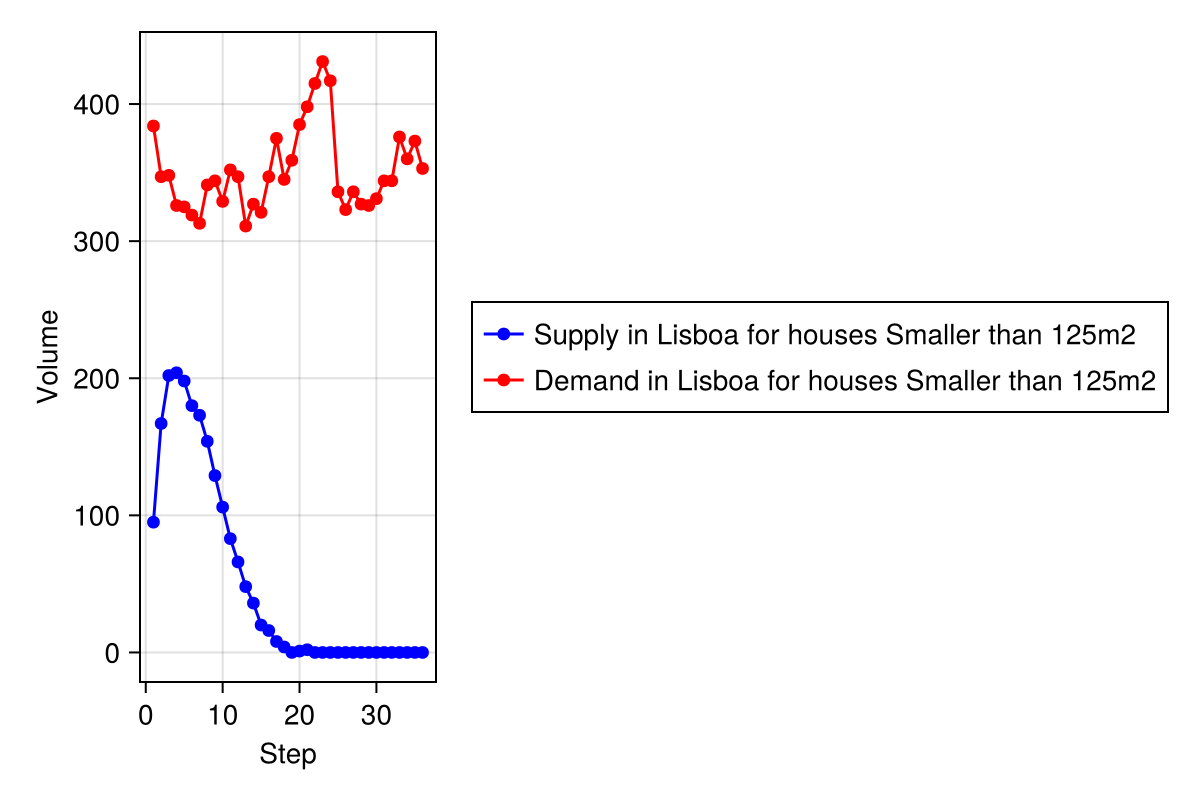 400
300
200
100
0
Volume
0 10 20 30
Step
Supply in Lisboa for houses Smaller than 125m2
Demand in Lisboa for houses Smaller than 125m2